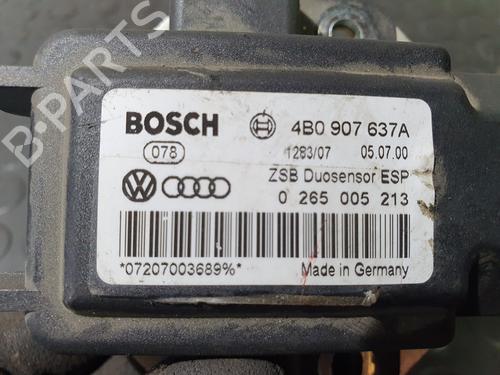 B-PARTS
BOSCH 4B0 907 637A
078 1283/07 05.07.00
ZSB Duosensor ESP
0 265 005 213
*07207003689%* Made in Germany